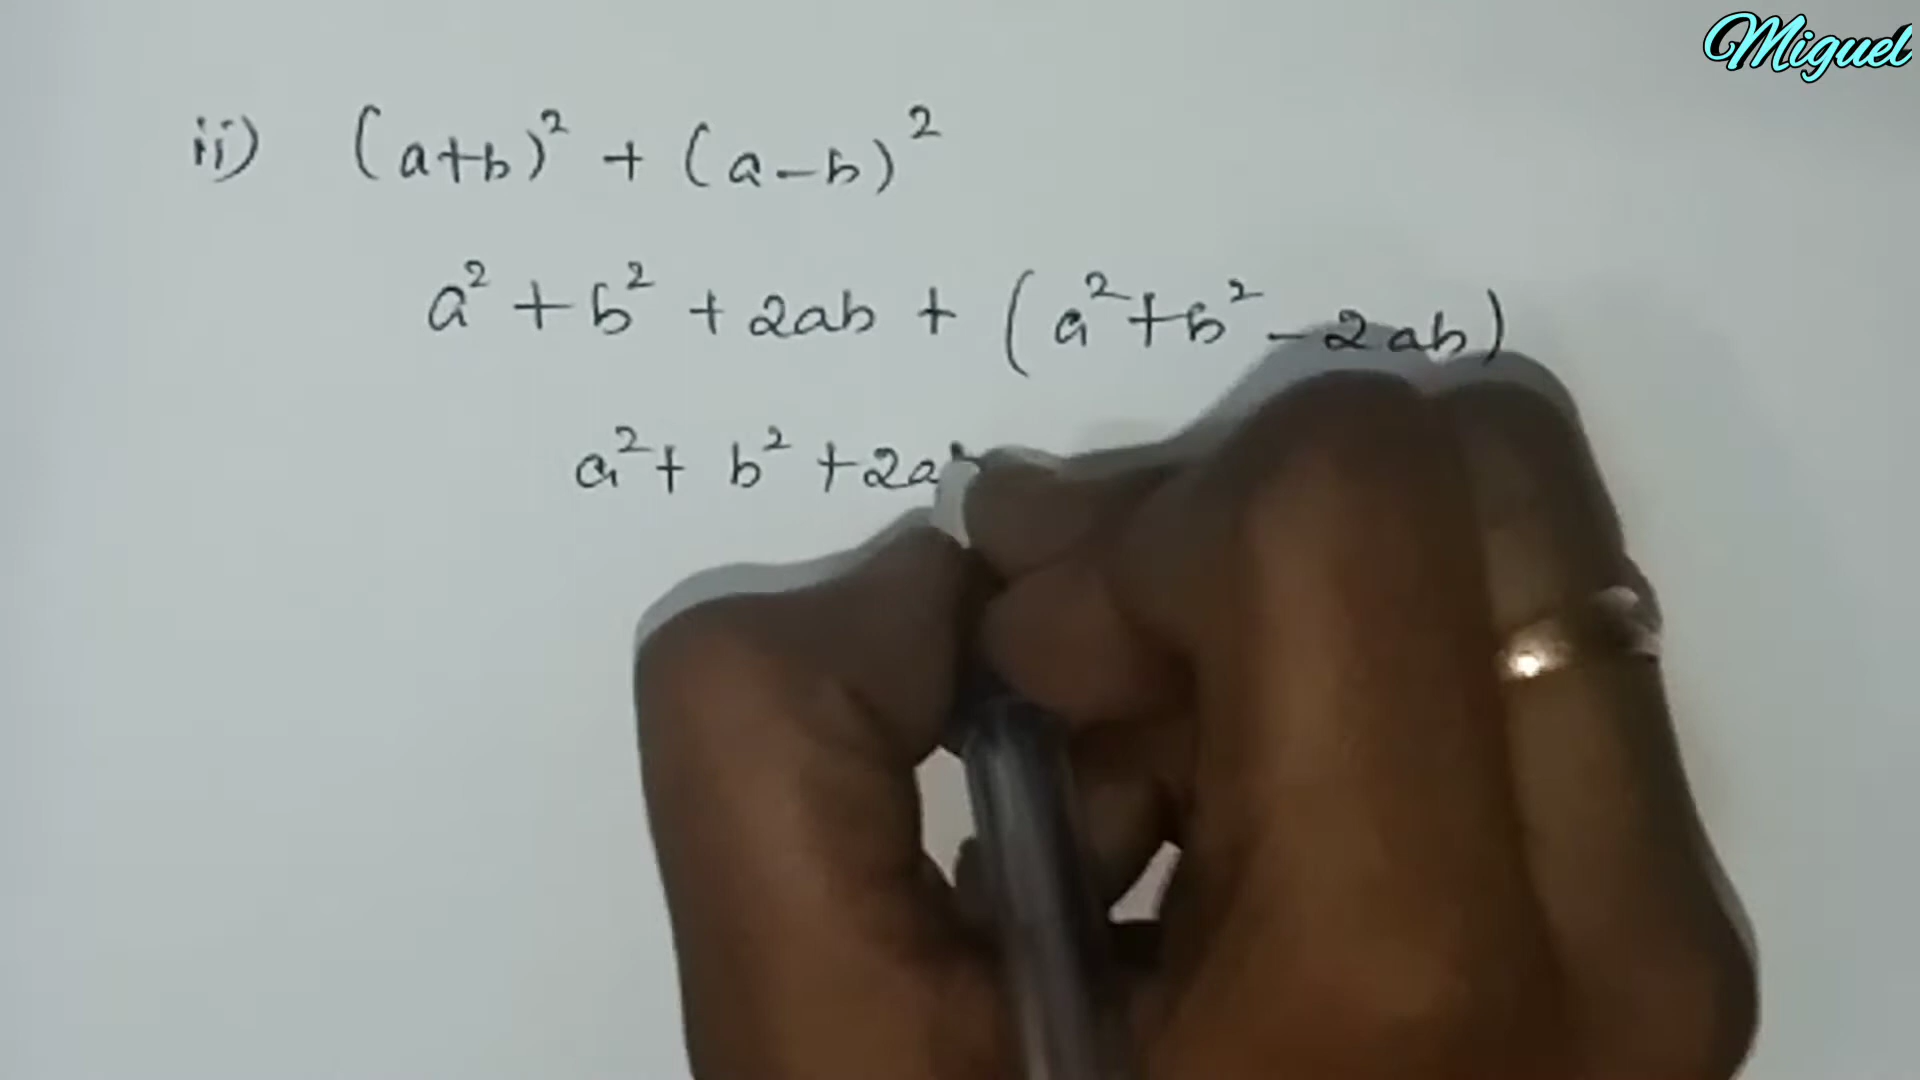 Miguel
ii) (a+b)² + (a-b)²
a² + b² + 2ab + (a²+b² - 2ab)
a² + b² + 2a